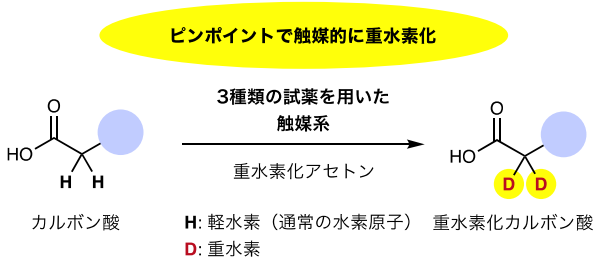 ピンポイントで触媒的に重水素化
3種類の試薬を用いた
触媒系
重水素化アセトン
O
HO
H H
カルボン酸
O
HO
D D
重水素化カルボン酸
H: 軽水素（通常の水素原子）
D: 重水素